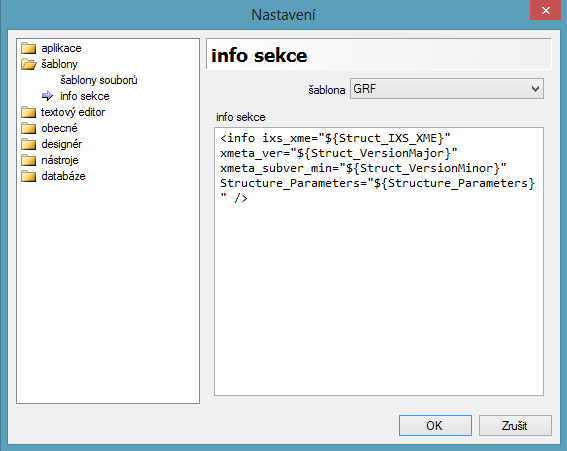 Nastavení
aplikace
šablony
šablony souborů
info sekce
textový editor
obecné
designér
nástroje
databáze
info sekce
šablona GRF
info sekce
<info ixs_xme="${Struct_IXS_XME}"
xmeta_ver="${Struct_VersionMajor}"
xmeta_subver_min="${Struct_VersionMinor}"
Structure_Parameters="${Structure_Parameters}
" />
OK Zrušit